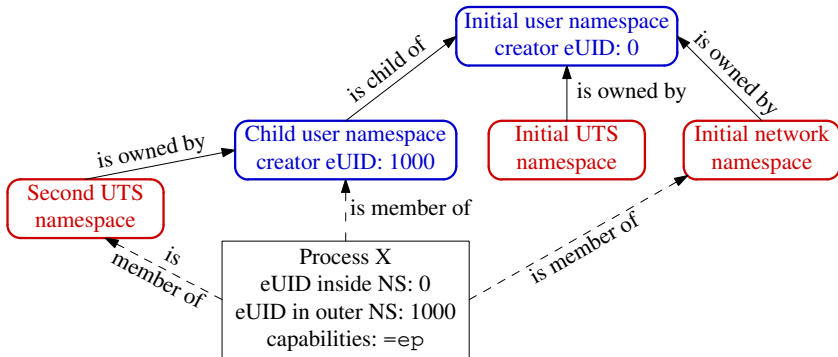 Initial user namespace
creator eUID: 0
is child of
is owned by
is owned by
Child user namespace
creator eUID: 1000
Initial UTS
namespace
Initial network
namespace
is owned by
Second UTS
namespace
is member of
is
member of
is member of
Process X
eUID inside NS: 0
eUID in outer NS: 1000
capabilities: =ep